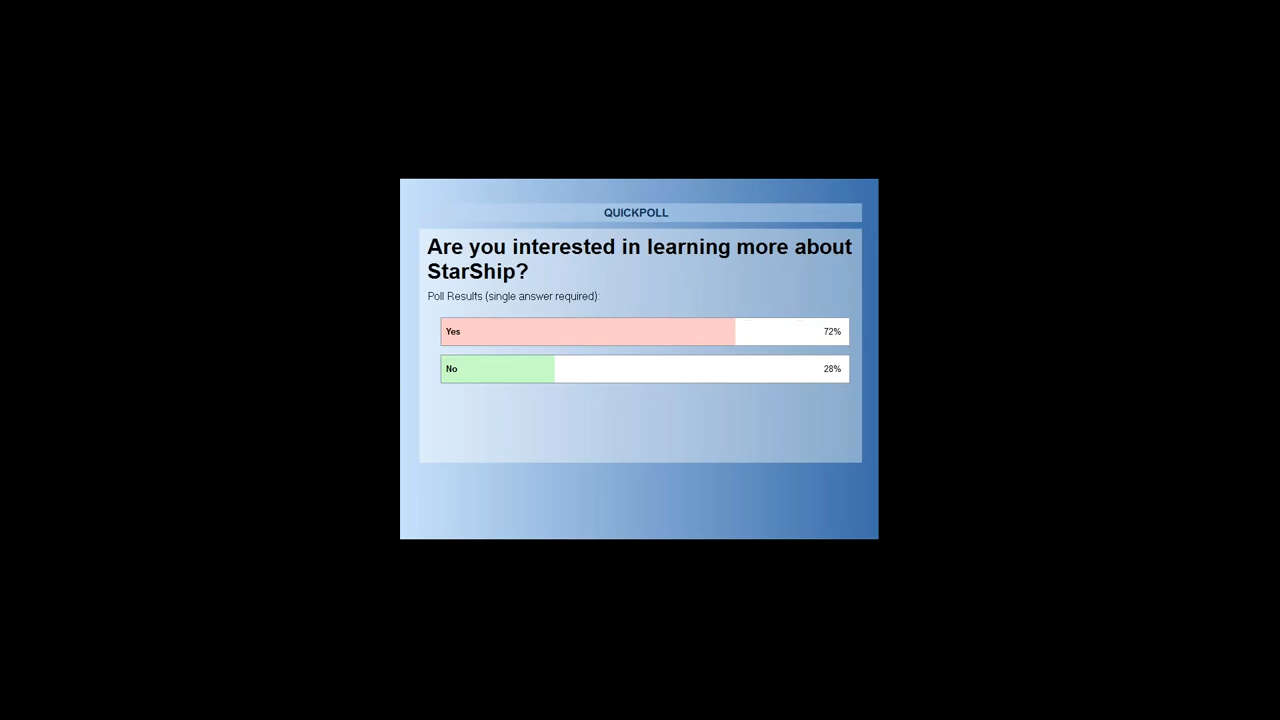 QUICKPOLL
Are you interested in learning more about
StarShip?
Poll Results (single answer required):
Yes 72%
No 28%